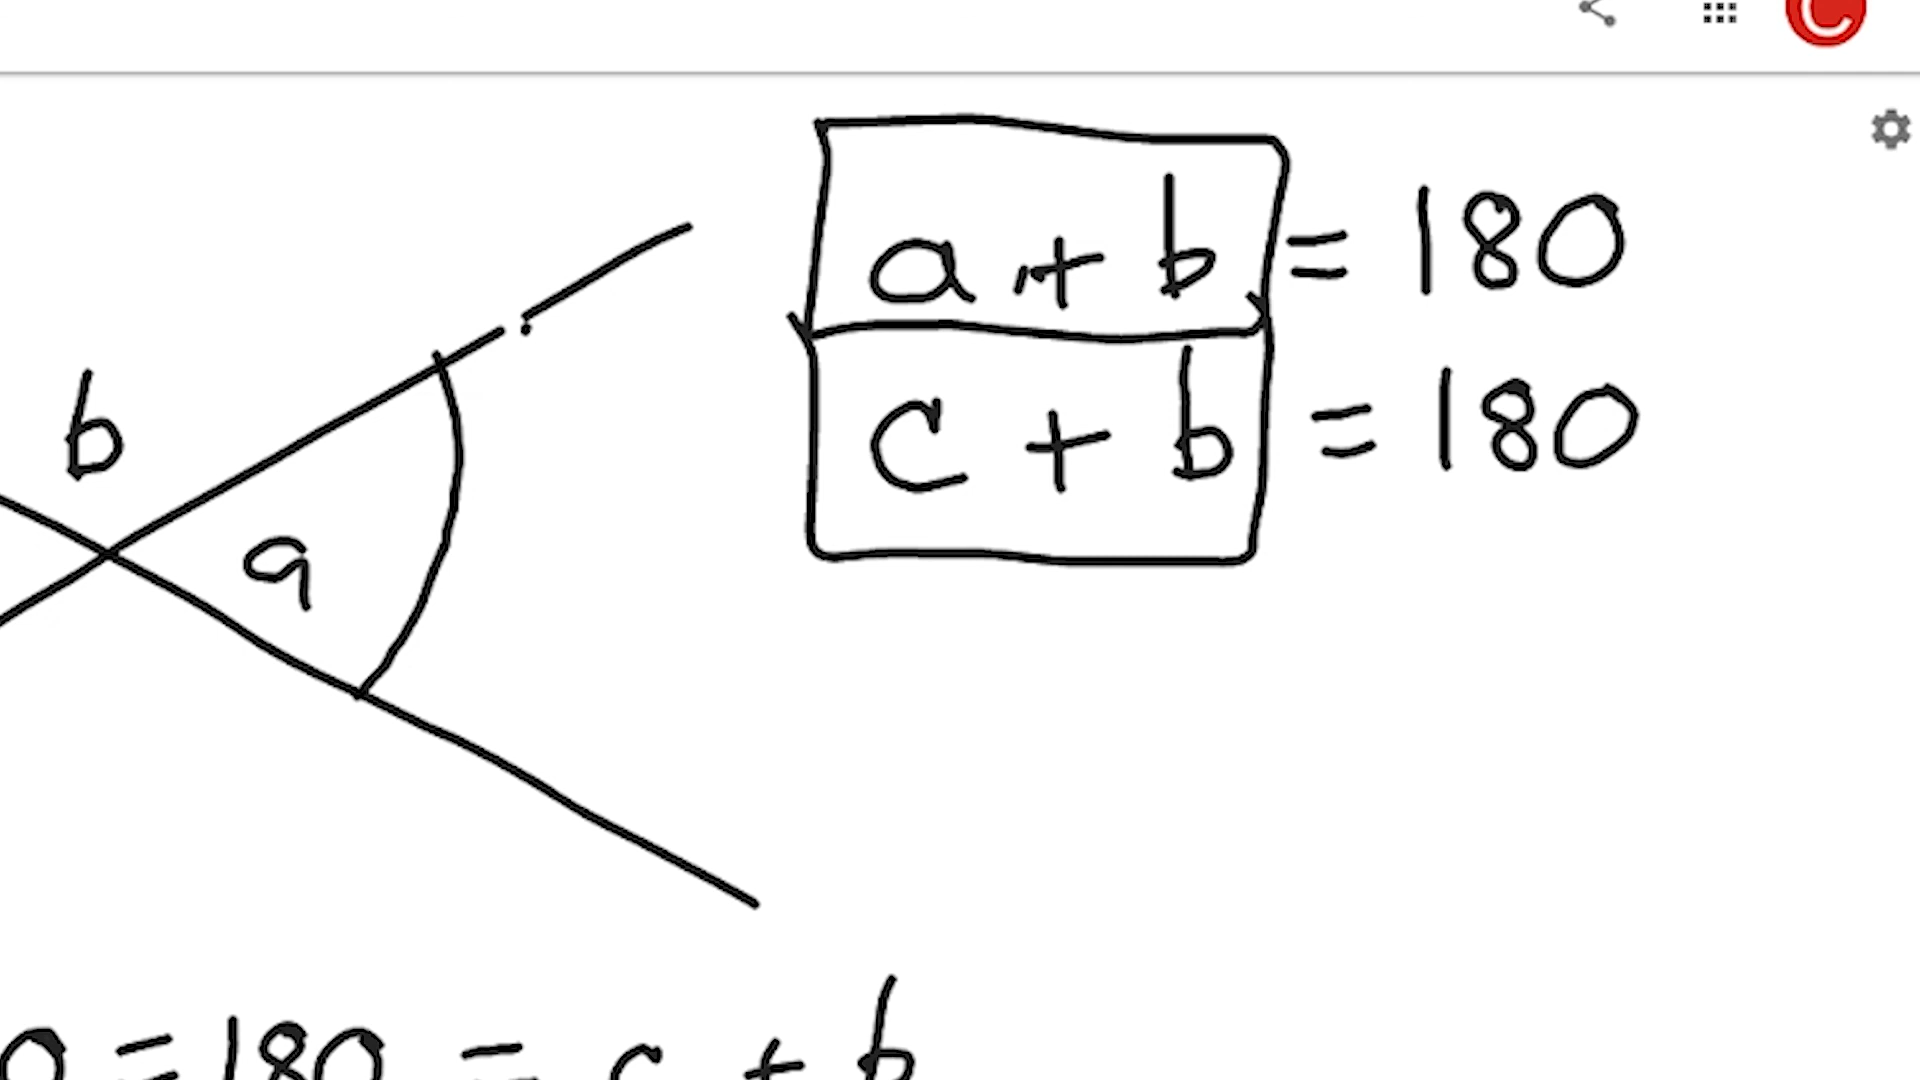 a + b = 180
b
c + b = 180
a
= 180 = c + b